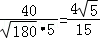 40/(√180 • 5) = 4√5/15